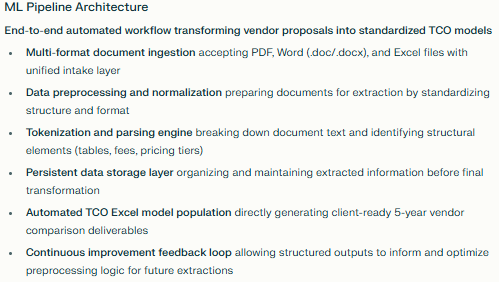 ML Pipeline Architecture
End-to-end automated workflow transforming vendor proposals into standardized TCO models
• Multi-format document ingestion accepting PDF, Word (.doc/.docx), and Excel files with
unified intake layer
• Data preprocessing and normalization preparing documents for extraction by standardizing
structure and format
• Tokenization and parsing engine breaking down document text and identifying structural
elements (tables, fees, pricing tiers)
• Persistent data storage layer organizing and maintaining extracted information before final
transformation
• Automated TCO Excel model population directly generating client-ready 5-year vendor
comparison deliverables
• Continuous improvement feedback loop allowing structured outputs to inform and optimize
preprocessing logic for future extractions